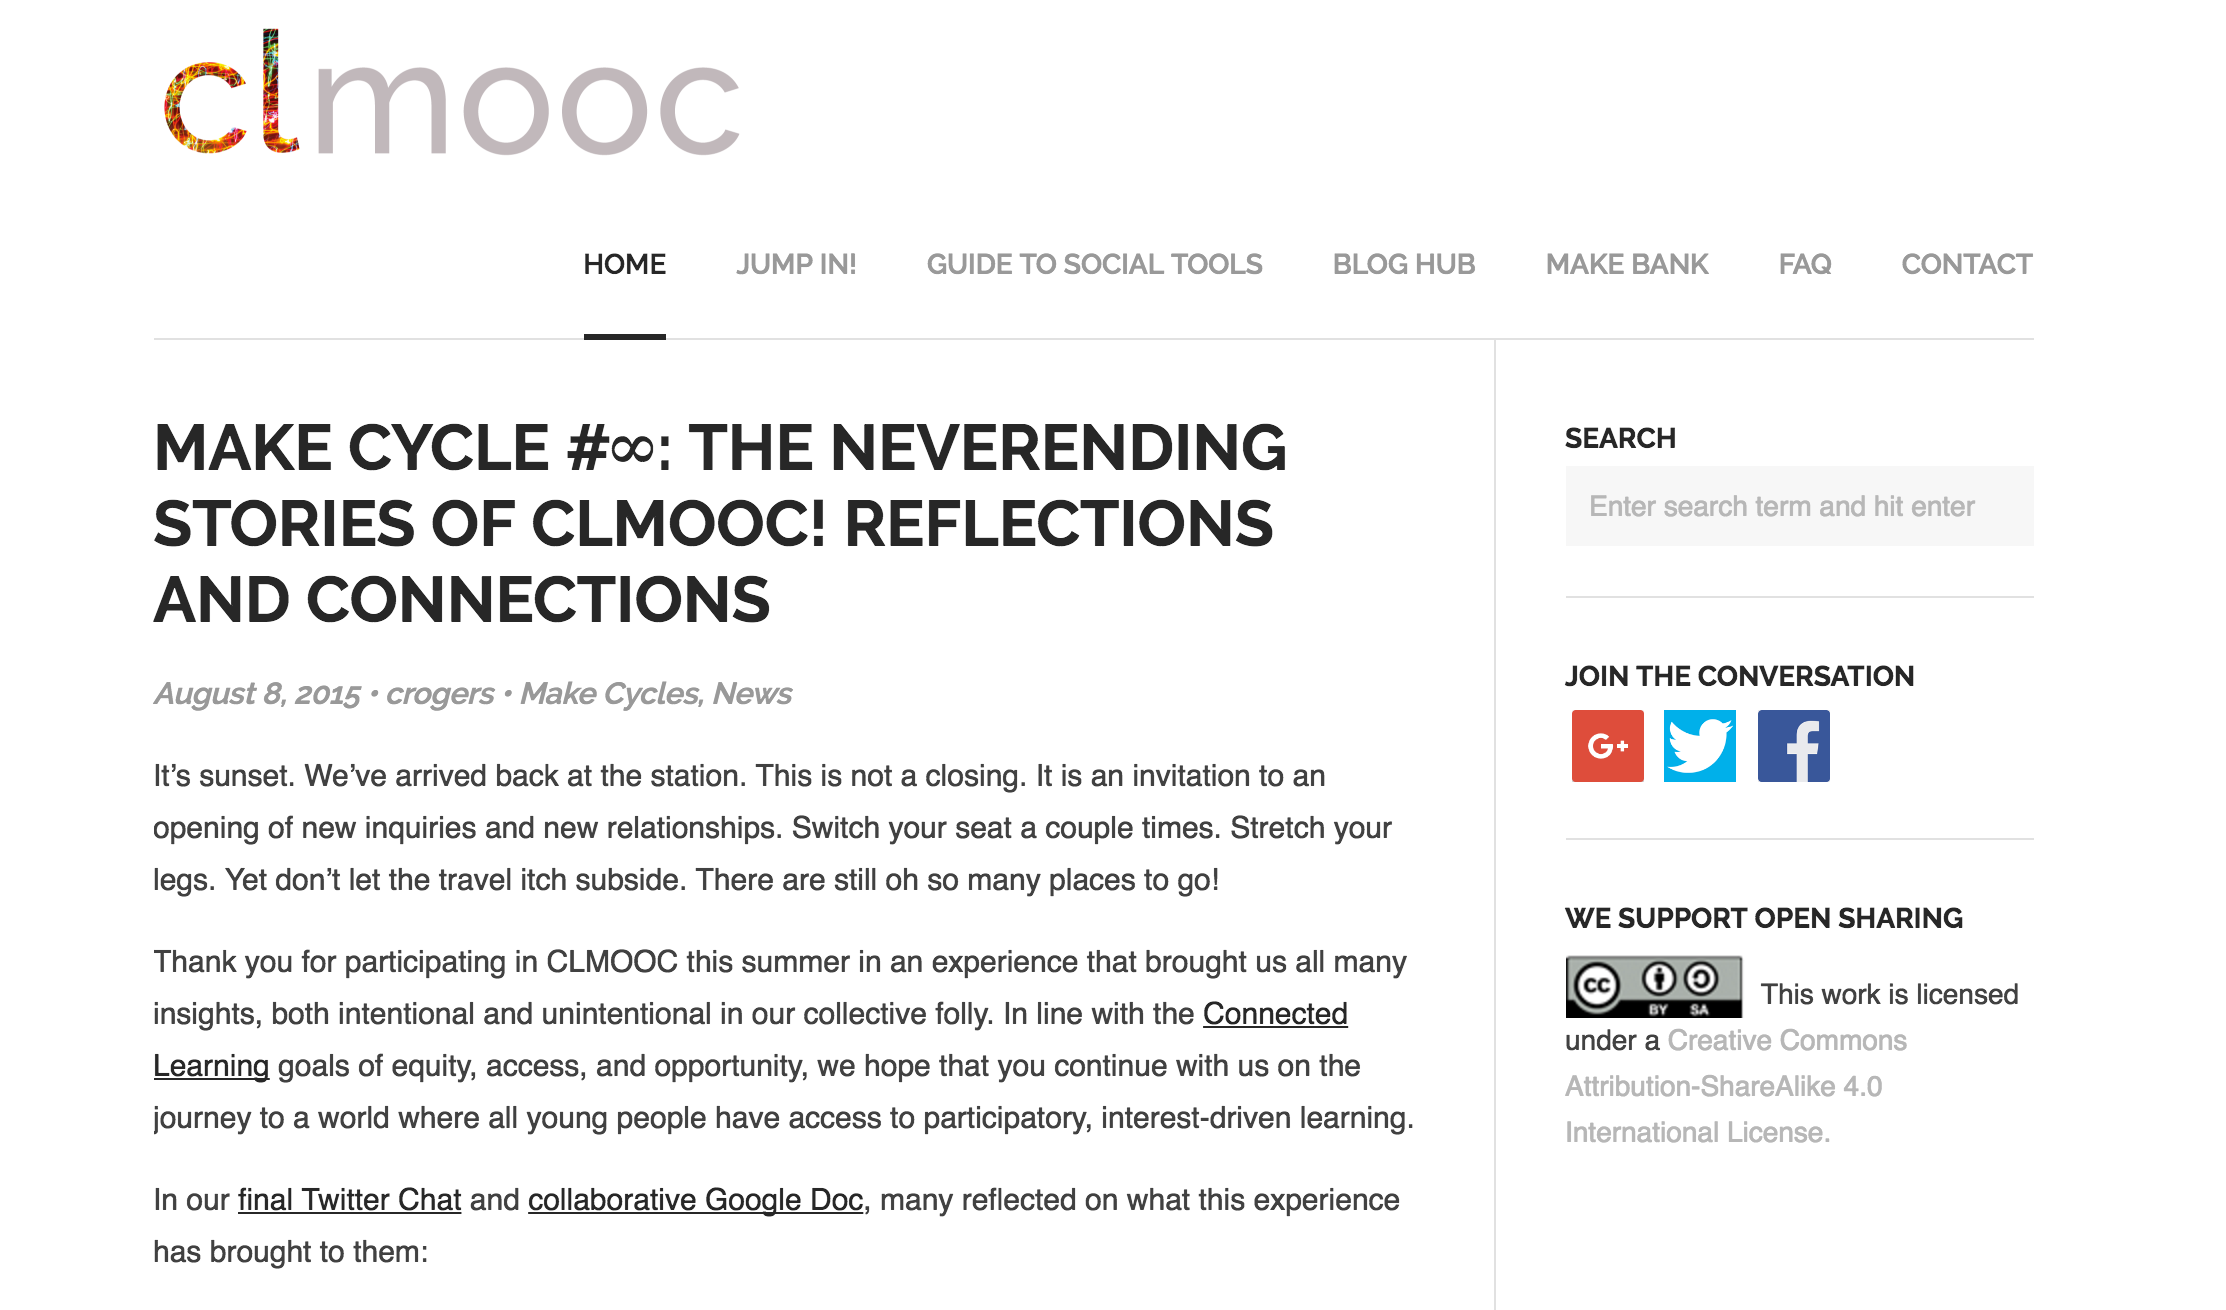 clmooc
HOME JUMP IN! GUIDE TO SOCIAL TOOLS BLOG HUB MAKE BANK FAQ CONTACT
MAKE CYCLE #∞: THE NEVERENDING
STORIES OF CLMOOC! REFLECTIONS
AND CONNECTIONS
August 8, 2015 • crogers • Make Cycles, News
It’s sunset. We’ve arrived back at the station. This is not a closing. It is an invitation to an
opening of new inquiries and new relationships. Switch your seat a couple times. Stretch your
legs. Yet don’t let the travel itch subside. There are still oh so many places to go!
Thank you for participating in CLMOOC this summer in an experience that brought us all many
insights, both intentional and unintentional in our collective folly. In line with the Connected
Learning goals of equity, access, and opportunity, we hope that you continue with us on the
journey to a world where all young people have access to participatory, interest-driven learning.
In our final Twitter Chat and collaborative Google Doc, many reflected on what this experience
has brought to them:
SEARCH
Enter search term and hit enter
JOIN THE CONVERSATION
G+ f
WE SUPPORT OPEN SHARING
cc BY SA This work is licensed
under a Creative Commons
Attribution-ShareAlike 4.0
International License.